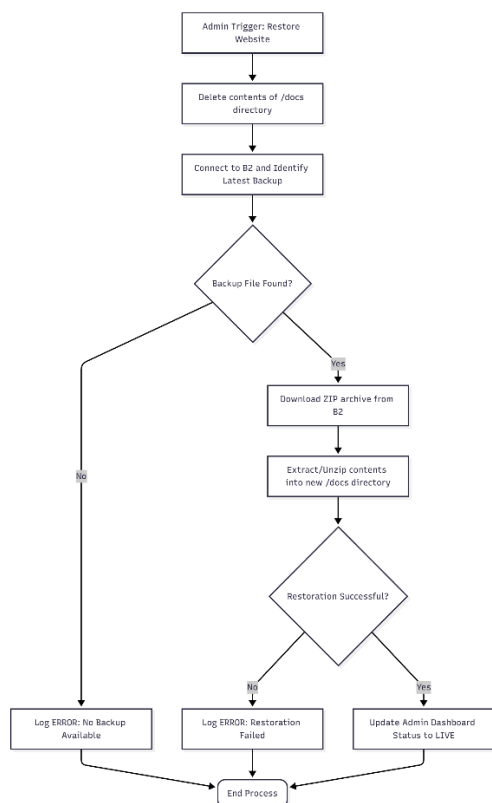 Admin Trigger: Restore
Website
Delete contents of /docs
directory
Connect to B2 and Identify
Latest Backup
Backup File Found?
Yes
Download ZIP archive from
B2
No
Extract/Unzip contents
into new /docs directory
Restoration Successful?
No
Yes
Log ERROR: No Backup
Available
Log ERROR: Restoration
Failed
Update Admin Dashboard
Status to LIVE
End Process